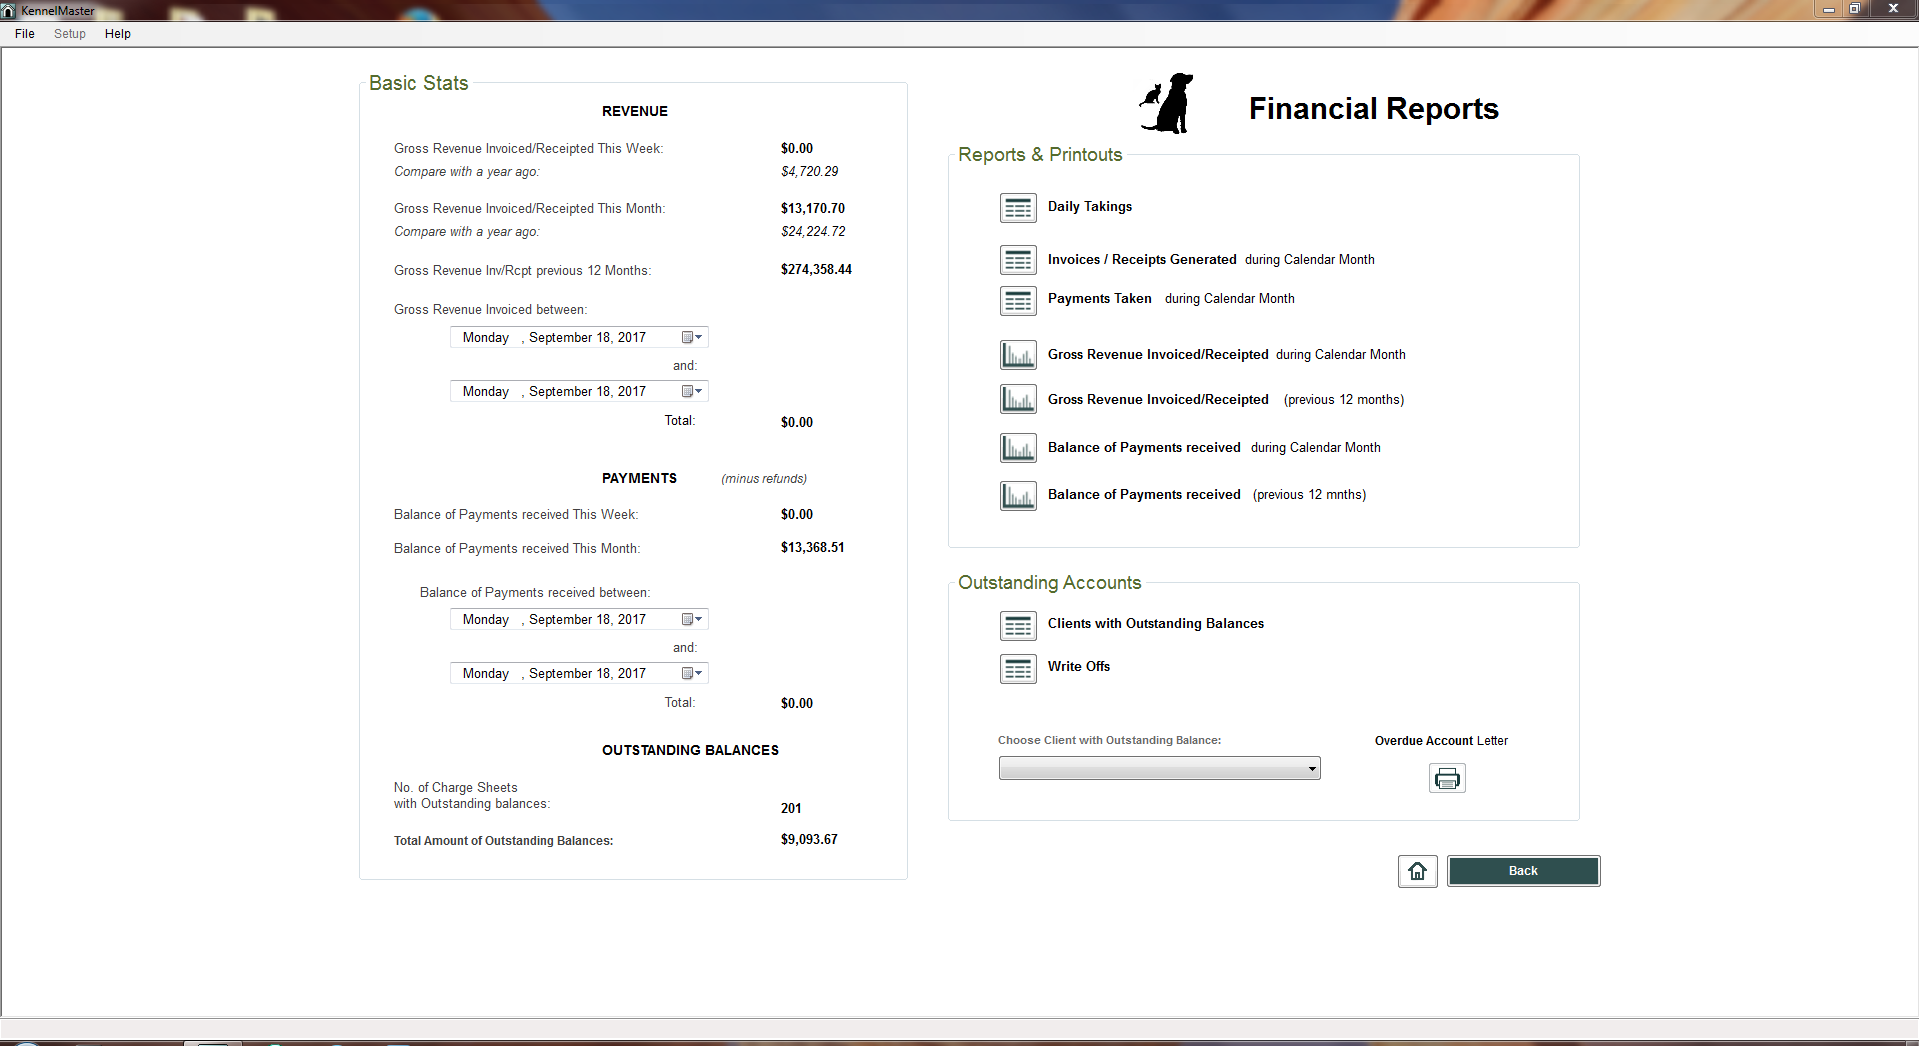 KennelMaster
File Setup Help
Basic Stats
REVENUE
Gross Revenue Invoiced/Receipted This Week: $0.00
Compare with a year ago: $4,720.29
Gross Revenue Invoiced/Receipted This Month: $13,170.70
Compare with a year ago: $24,224.72
Gross Revenue Inv/Rcpt previous 12 Months: $274,358.44
Gross Revenue Invoiced between:
Monday , September 18, 2017
and:
Monday , September 18, 2017
Total: $0.00
PAYMENTS (minus refunds)
Balance of Payments received This Week: $0.00
Balance of Payments received This Month: $13,368.51
Balance of Payments received between:
Monday , September 18, 2017
and:
Monday , September 18, 2017
Total: $0.00
OUTSTANDING BALANCES
No. of Charge Sheets
with Outstanding balances: 201
Total Amount of Outstanding Balances: $9,093.67
Financial Reports
Reports & Printouts
Daily Takings
Invoices / Receipts Generated during Calendar Month
Payments Taken during Calendar Month
Gross Revenue Invoiced/Receipted during Calendar Month
Gross Revenue Invoiced/Receipted (previous 12 months)
Balance of Payments received during Calendar Month
Balance of Payments received (previous 12 mnths)
Outstanding Accounts
Clients with Outstanding Balances
Write Offs
Choose Client with Outstanding Balance:
Overdue Account Letter
Back